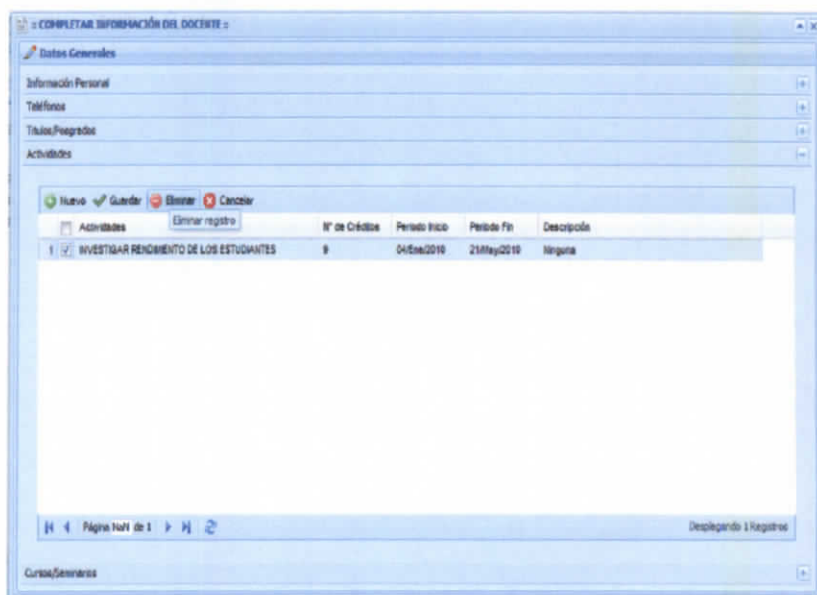 :: COMPLETAR INFORMACIÓN DEL DOCENTE ::
Datos Generales
Información Personal
Teléfonos
Títulos/Posgrados
Actividades
Nuevo Guardar Eliminar Cancelar
Eliminar registro
Actividades N° de Créditos Periodo Inicio Periodo Fin Descripción
1 INVESTIGAR RENDIMIENTO DE LOS ESTUDIANTES 9 04/Ene/2010 21/May/2010 Ninguna
Página NaN de 1 Desplegando 1 Registros
Cursos/Seminarios